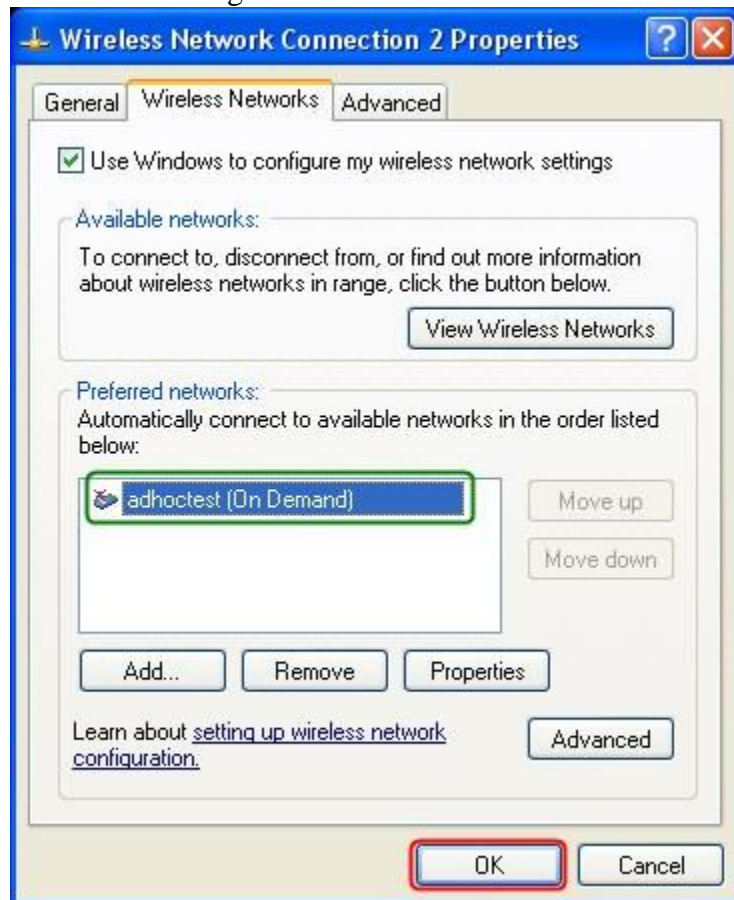 Wireless Network Connection 2 Properties
General Wireless Networks Advanced
Use Windows to configure my wireless network settings
Available networks:
To connect to, disconnect from, or find out more information
about wireless networks in range, click the button below.
View Wireless Networks
Preferred networks:
Automatically connect to available networks in the order listed
below:
adhoctest (On Demand)
Move up
Move down
Add... Remove Properties
Learn about setting up wireless network
configuration.
Advanced
OK Cancel